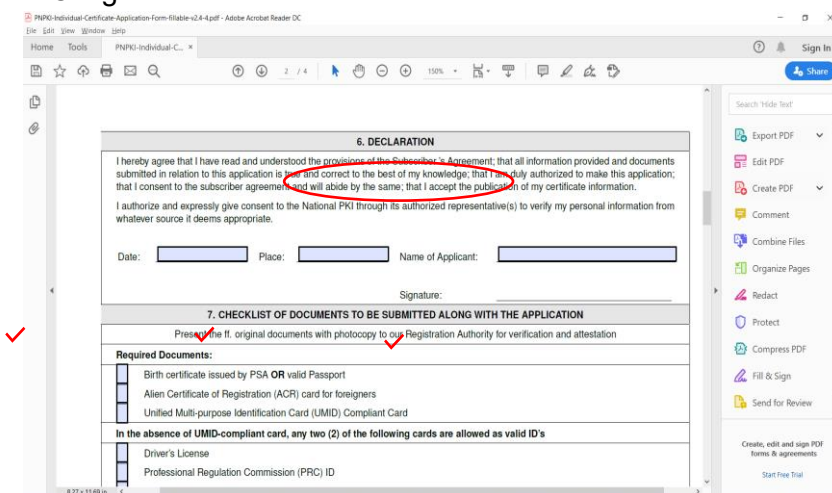 PNPKI-Individual-Certificate-Application-Form-fillable-v2.4-4.pdf - Adobe Acrobat Reader DC
File Edit View Window Help
Home Tools PNPKI-Individual-C... × Sign In
2 / 4 150% Share
Search 'Hide Text'
Export PDF
Edit PDF
Create PDF
Comment
Combine Files
Organize Pages
Redact
Protect
Compress PDF
Fill & Sign
Send for Review
Create, edit and sign PDF
forms & agreements
Start Free Trial
6. DECLARATION
I hereby agree that I have read and understood the provisions of the Subscriber 's Agreement; that all information provided and documents
submitted in relation to this application is true and correct to the best of my knowledge; that I am duly authorized to make this application;
that I consent to the subscriber agreement and will abide by the same; that I accept the publication of my certificate information.
I authorize and expressly give consent to the National PKI through its authorized representative(s) to verify my personal information from
whatever source it deems appropriate.
Date: Place: Name of Applicant:
Signature:
7. CHECKLIST OF DOCUMENTS TO BE SUBMITTED ALONG WITH THE APPLICATION
Present the ff. original documents with photocopy to our Registration Authority for verification and attestation
Required Documents:
Birth certificate issued by PSA OR valid Passport
Alien Certificate of Registration (ACR) card for foreigners
Unified Multi-purpose Identification Card (UMID) Compliant Card
In the absence of UMID-compliant card, any two (2) of the following cards are allowed as valid ID's
Driver's License
Professional Regulation Commission (PRC) ID
8.27 x 11.69 in